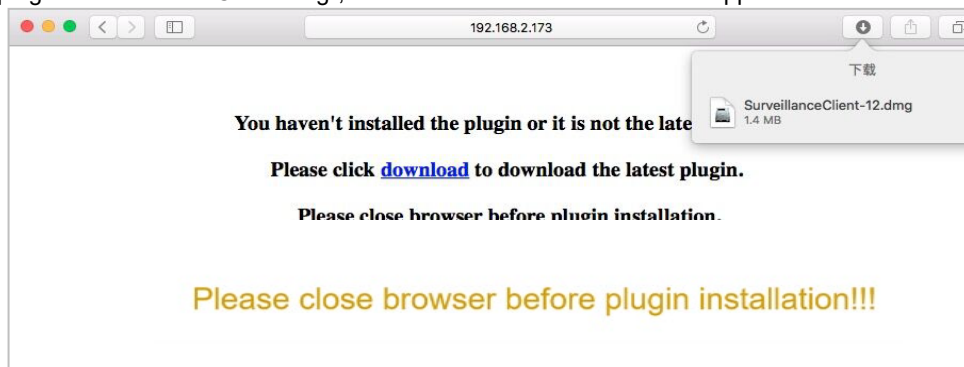 192.168.2.173
下载
SurveillanceClient-12.dmg
1.4 MB
You haven't installed the plugin or it is not the late
Please click download to download the latest plugin.
Please close browser before plugin installation.
Please close browser before plugin installation!!!